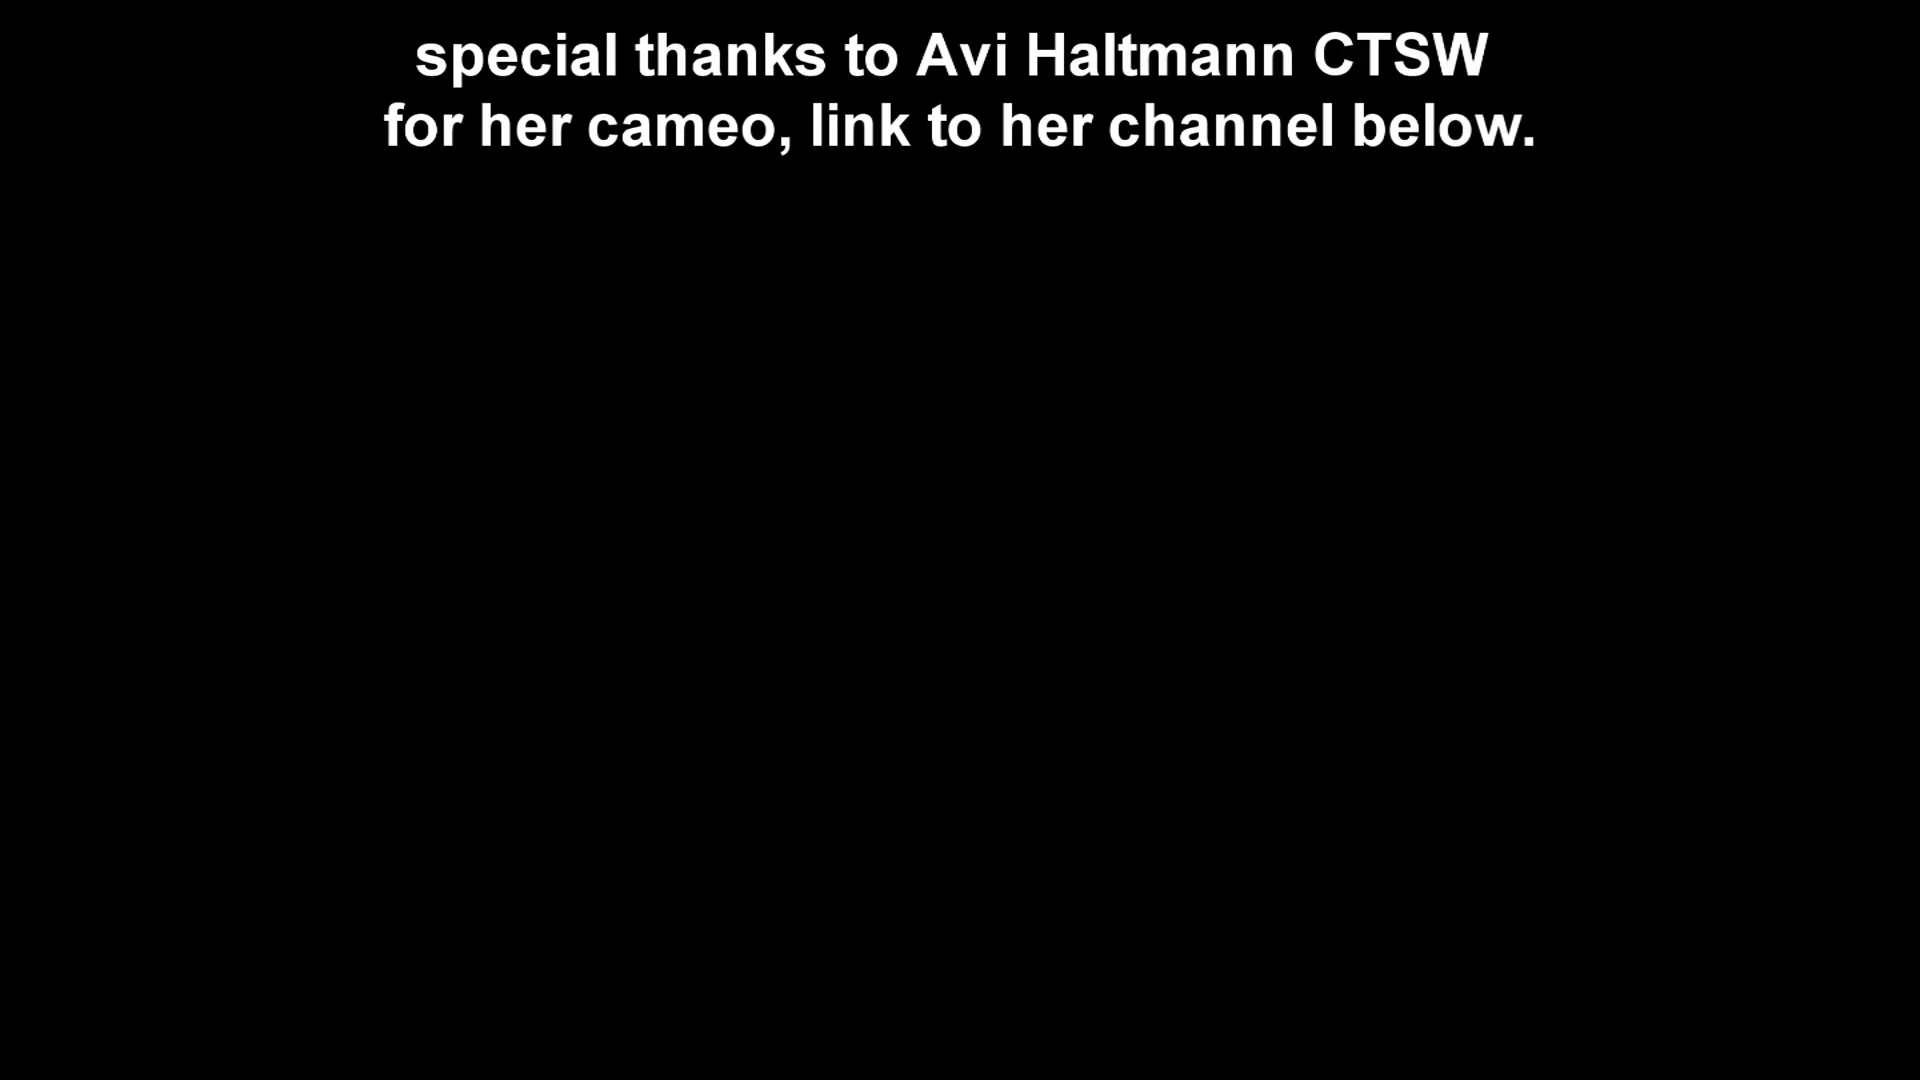 special thanks to Avi Haltmann CTSW
for her cameo, link to her channel below.